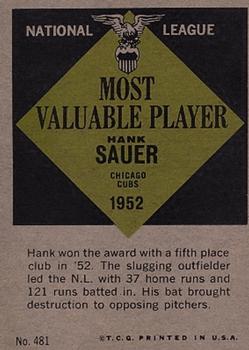 NATIONAL LEAGUE
MOST
VALUABLE PLAYER
HANK
SAUER
CHICAGO
CUBS
1952
Hank won the award with a fifth place
club in '52. The slugging outfielder
led the N.L. with 37 home runs and
121 runs batted in. His bat brought
destruction to opposing pitchers.
No. 481
©T.C.G. PRINTED IN U.S.A.